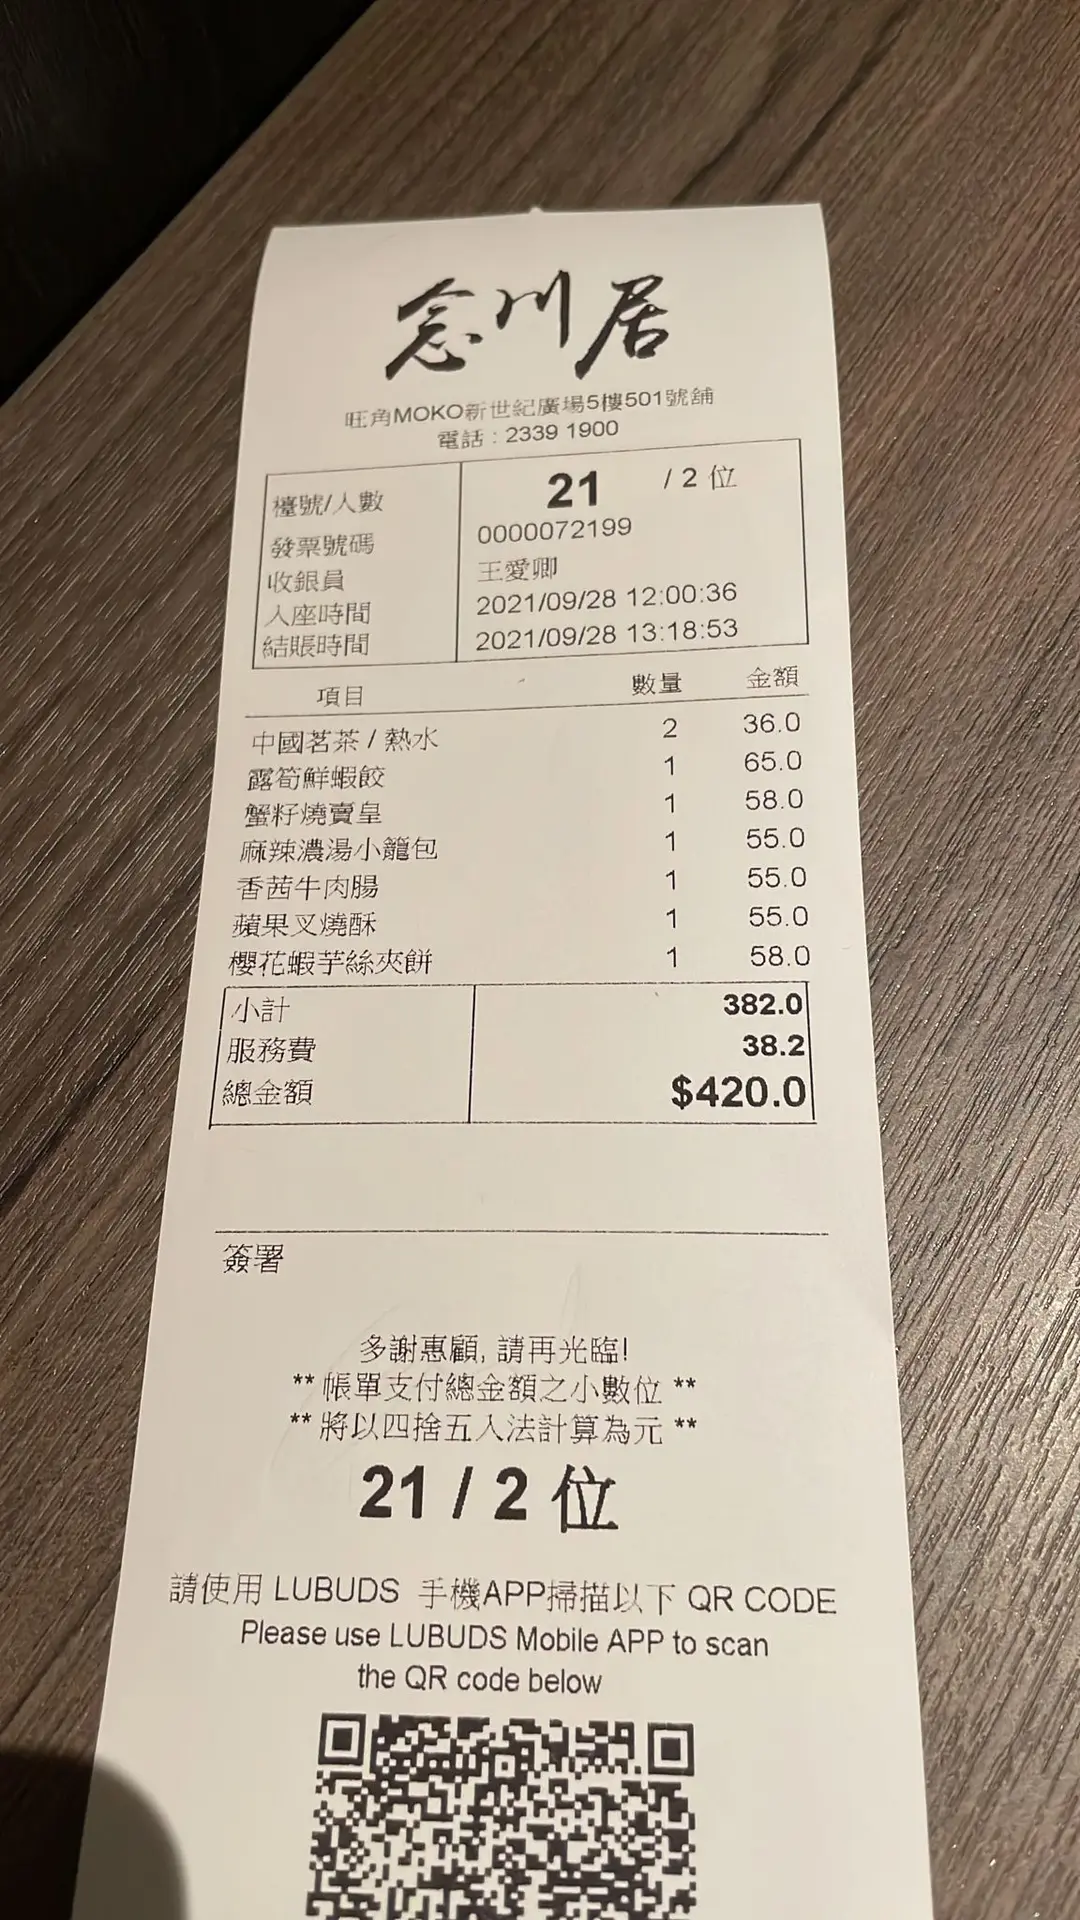 念川居
旺角MOKO新世紀廣場5樓501號舖
電話 : 2339 1900
檯號/人數 21 / 2 位
發票號碼 0000072199
收銀員 王愛卿
入座時間 2021/09/28 12:00:36
結賬時間 2021/09/28 13:18:53
項目 數量 金額
中國茗茶 / 熱水 2 36.0
露筍鮮蝦餃 1 65.0
蟹籽燒賣皇 1 58.0
麻辣濃湯小籠包 1 55.0
香茜牛肉腸 1 55.0
蘋果叉燒酥 1 55.0
櫻花蝦芋絲夾餅 1 58.0
小計 382.0
服務費 38.2
總金額 $420.0
簽署
多謝惠顧, 請再光臨!
** 帳單支付總金額之小數位 **
** 將以四捨五入法計算為元 **
21 / 2 位
請使用 LUBUDS 手機APP掃描以下 QR CODE
Please use LUBUDS Mobile APP to scan
the QR code below